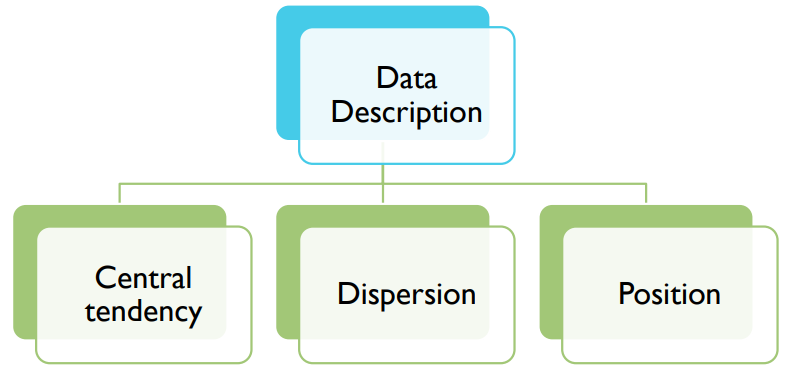 Data
Description
Central
tendency
Dispersion
Position